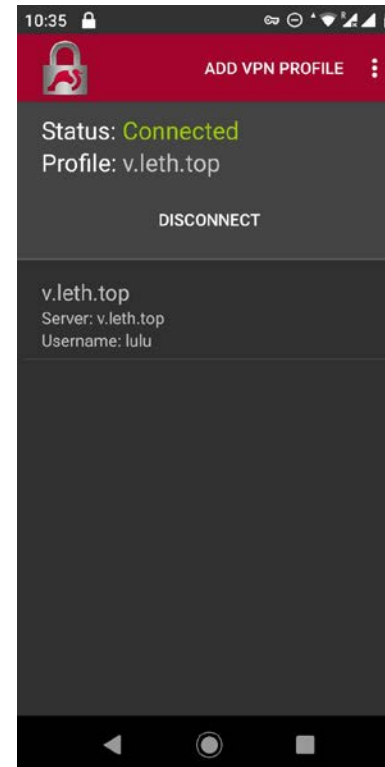 10:35
ADD VPN PROFILE
Status: Connected
Profile: v.leth.top
DISCONNECT
v.leth.top
Server: v.leth.top
Username: lulu